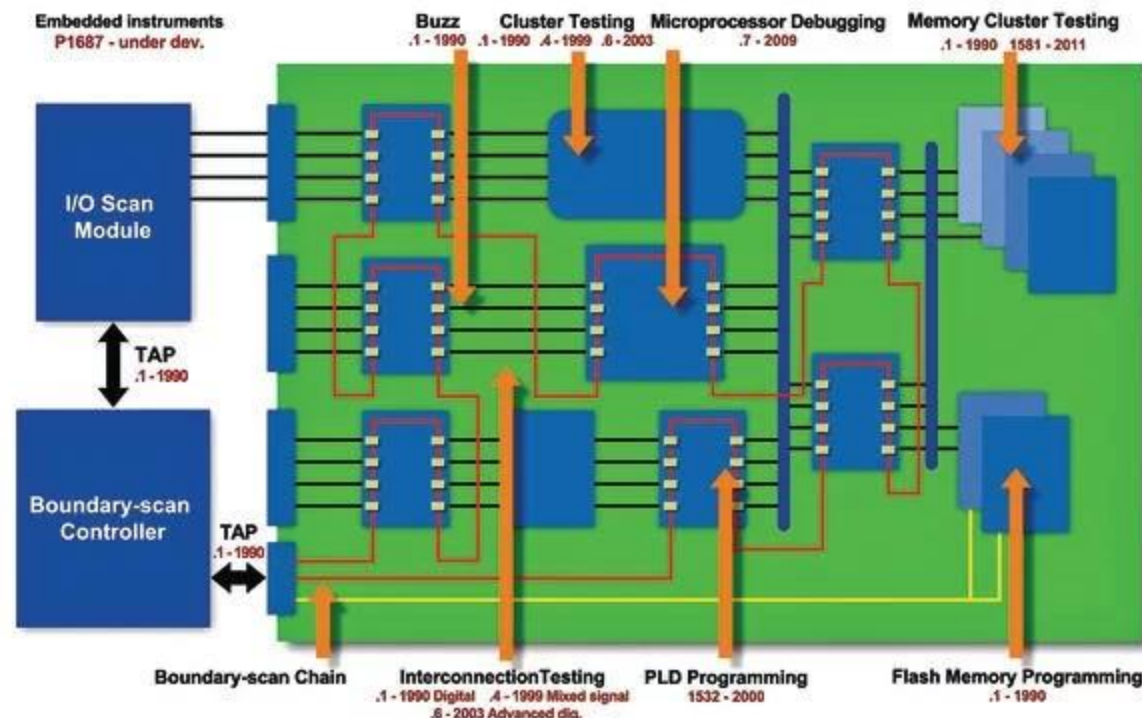 Embedded instruments
P1687 - under dev.
Buzz
.1 - 1990
Cluster Testing
.1 - 1990 .4 - 1999 .6 - 2003
Microprocessor Debugging
.7 - 2009
Memory Cluster Testing
.1 - 1990 1581 - 2011
I/O Scan
Module
TAP
.1 - 1990
Boundary-scan
Controller
TAP
.1 - 1990
Boundary-scan Chain
InterconnectionTesting
.1 - 1990 Digital .4 - 1999 Mixed signal
.6 - 2003 Advanced dig.
PLD Programming
1532 - 2000
Flash Memory Programming
.1 - 1990